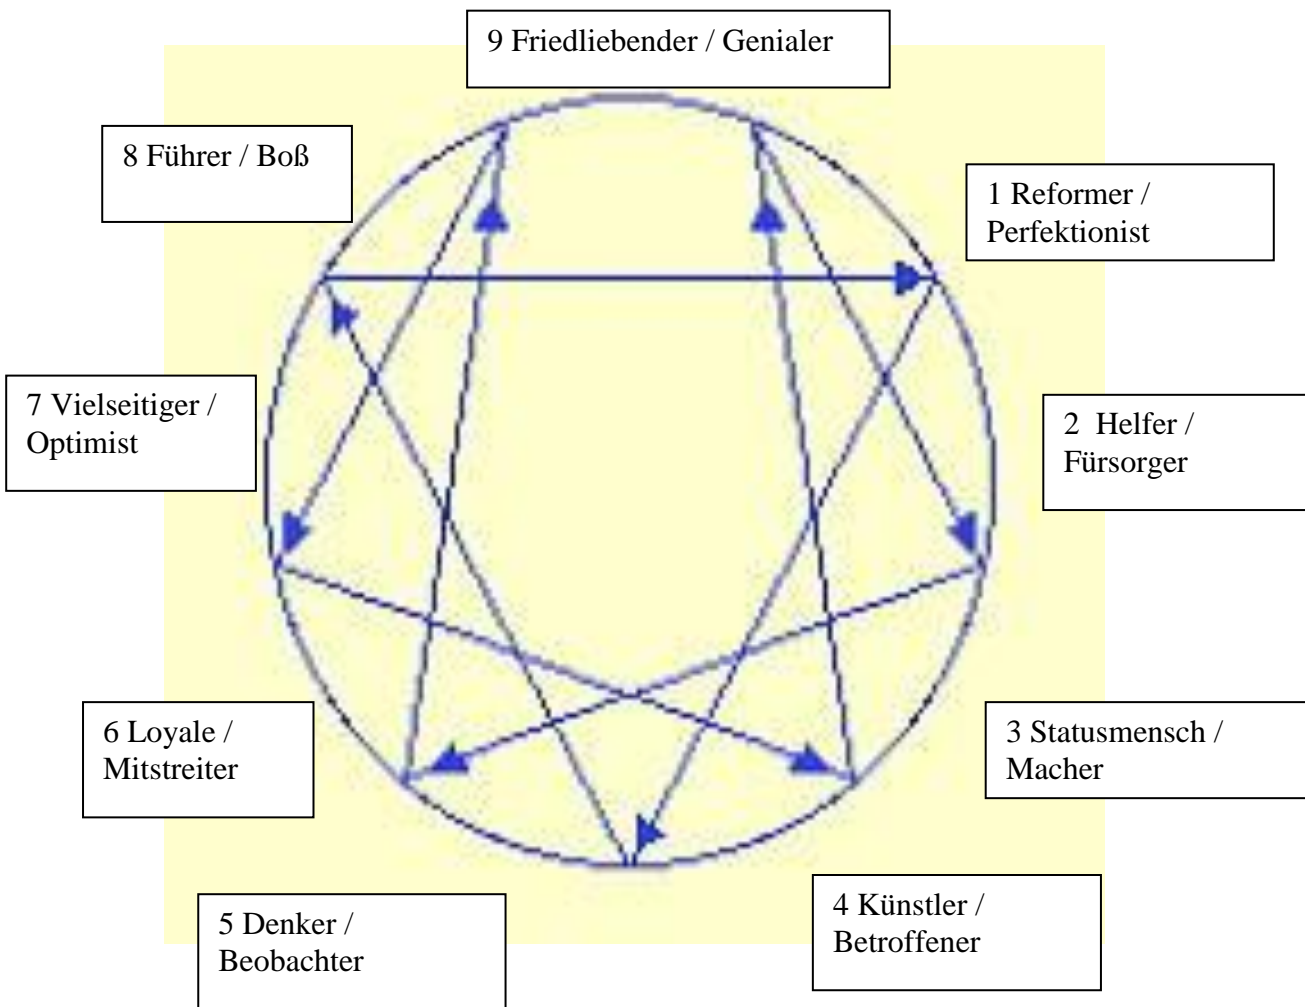 9 Friedliebender / Genialer
8 Führer / Boß
1 Reformer /
Perfektionist
7 Vielseitiger /
Optimist
2 Helfer /
Fürsorger
6 Loyale /
Mitstreiter
3 Statusmensch /
Macher
5 Denker /
Beobachter
4 Künstler /
Betroffener